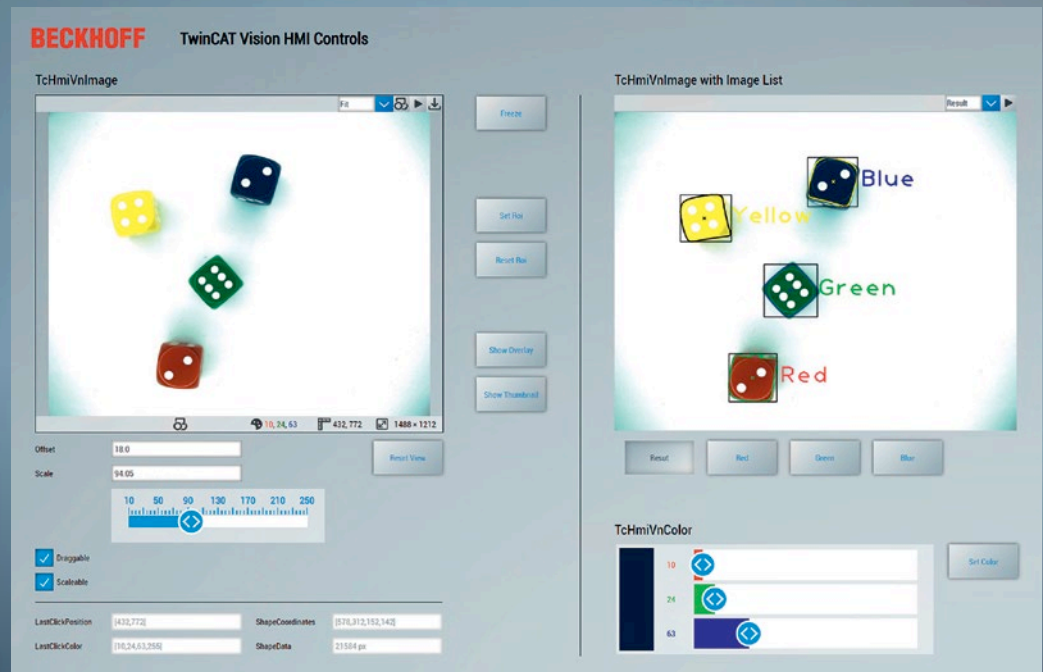 BECKHOFF TwinCAT Vision HMI Controls
TcHmiVnImage
Fit
10, 24, 63 432, 772 1488 × 1212
Offset 18.0
Scale 94.05
Reset View
10 50 90 130 170 210 250
Draggable
Scaleable
LastClickPosition [432,772] ShapeCoordinates [570,312,152,142]
LastClickColor [10,24,63,255] ShapeData 21584 px
Freeze
Set Roi
Reset Roi
Show Overlay
Show Thumbnail
TcHmiVnImage with Image List
Result
Blue
Yellow
Green
Red
Result Red Green Blue
TcHmiVnColor
10
24
63
Set Color